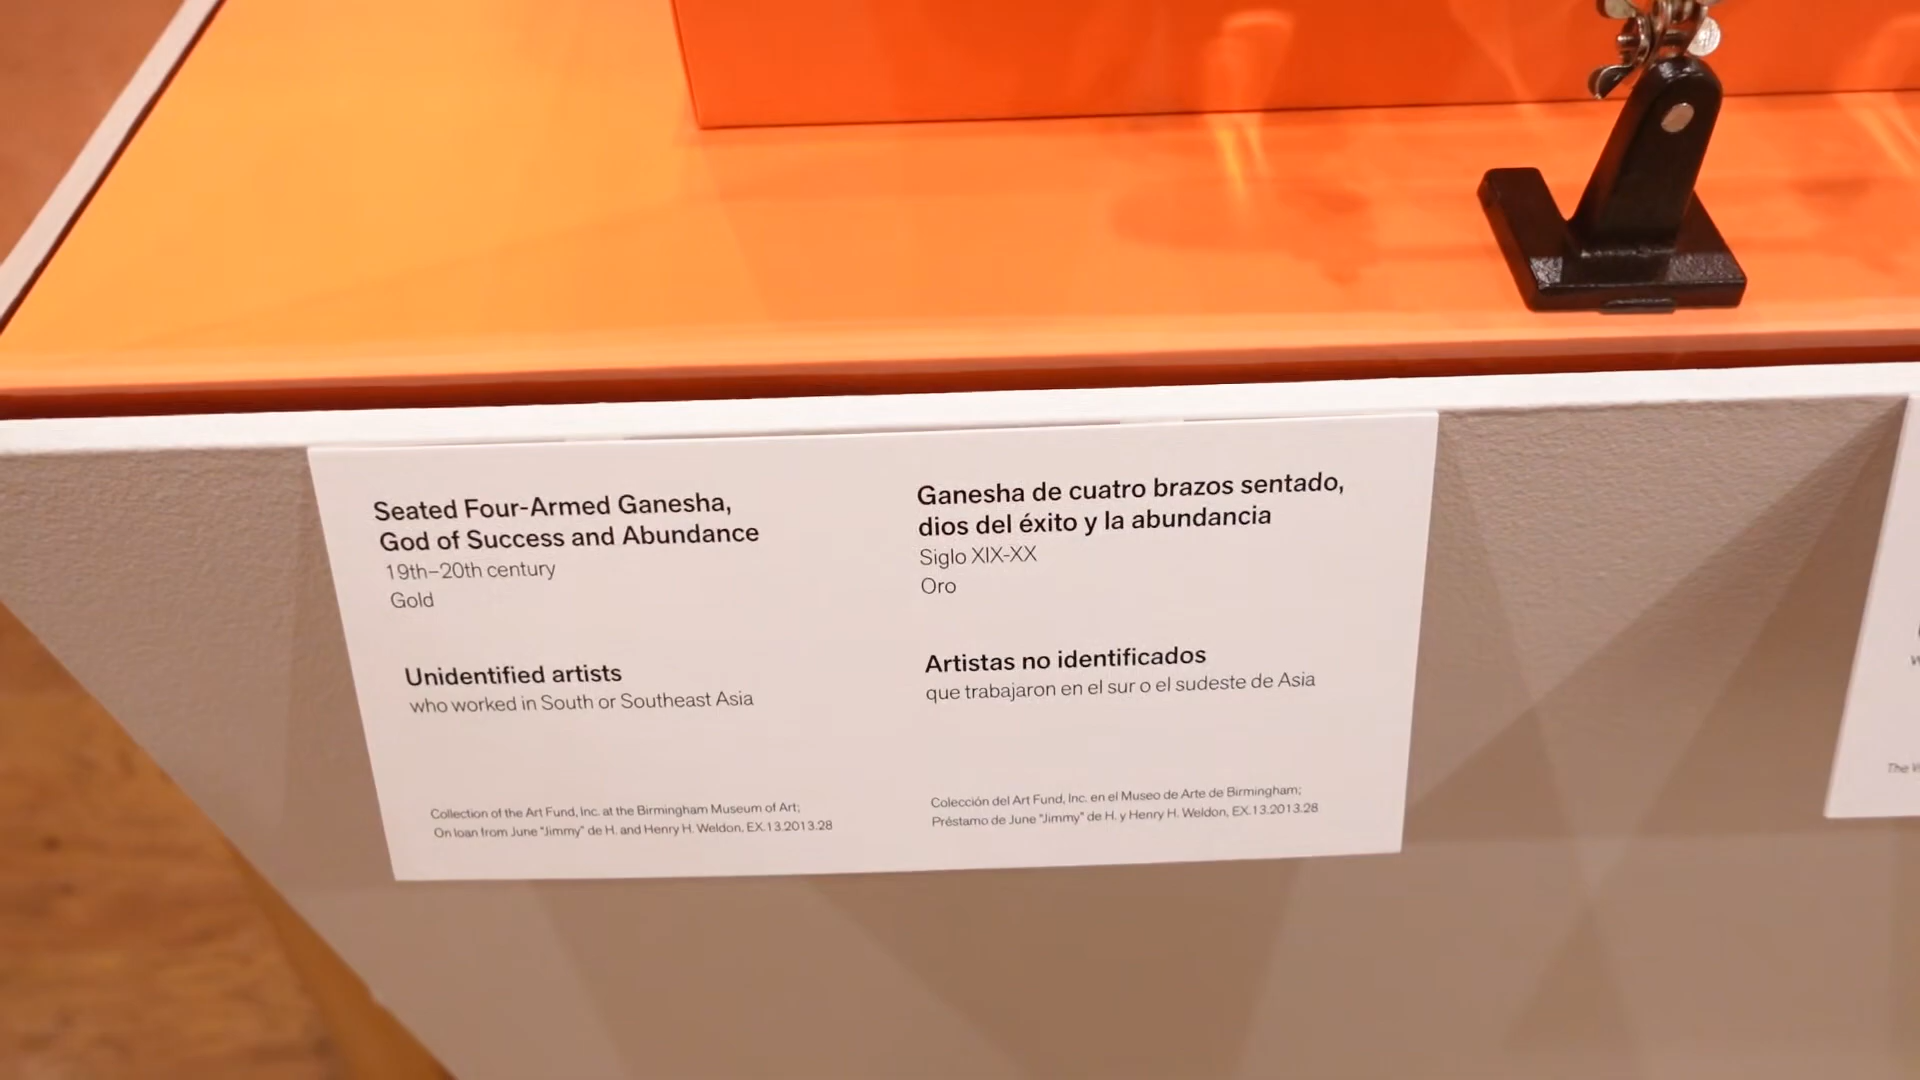 Seated Four-Armed Ganesha,
God of Success and Abundance
19th–20th century
Gold
Unidentified artists
who worked in South or Southeast Asia
Collection of the Art Fund, Inc. at the Birmingham Museum of Art;
On loan from June "Jimmy" de H. and Henry H. Weldon, EX.13.2013.28
Ganesha de cuatro brazos sentado,
dios del éxito y la abundancia
Siglo XIX-XX
Oro
Artistas no identificados
que trabajaron en el sur o el sudeste de Asia
Colección del Art Fund, Inc. en el Museo de Arte de Birmingham;
Préstamo de June "Jimmy" de H. y Henry H. Weldon, EX.13.2013.28
The